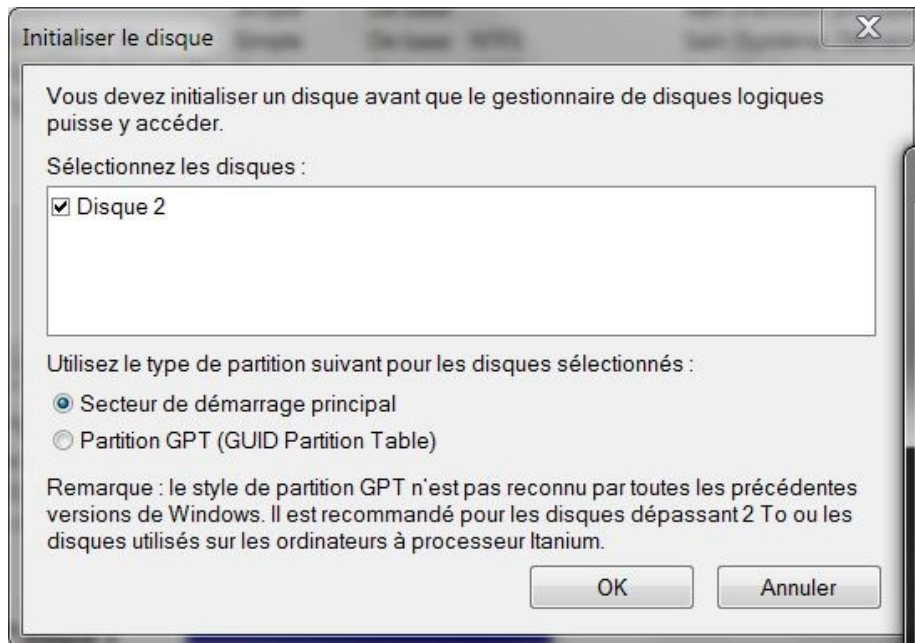 Initialiser le disque
Vous devez initialiser un disque avant que le gestionnaire de disques logiques
puisse y accéder.
Sélectionnez les disques :
Disque 2
Utilisez le type de partition suivant pour les disques sélectionnés :
Secteur de démarrage principal
Partition GPT (GUID Partition Table)
Remarque : le style de partition GPT n'est pas reconnu par toutes les précédentes
versions de Windows. Il est recommandé pour les disques dépassant 2 To ou les
disques utilisés sur les ordinateurs à processeur Itanium.
OK Annuler